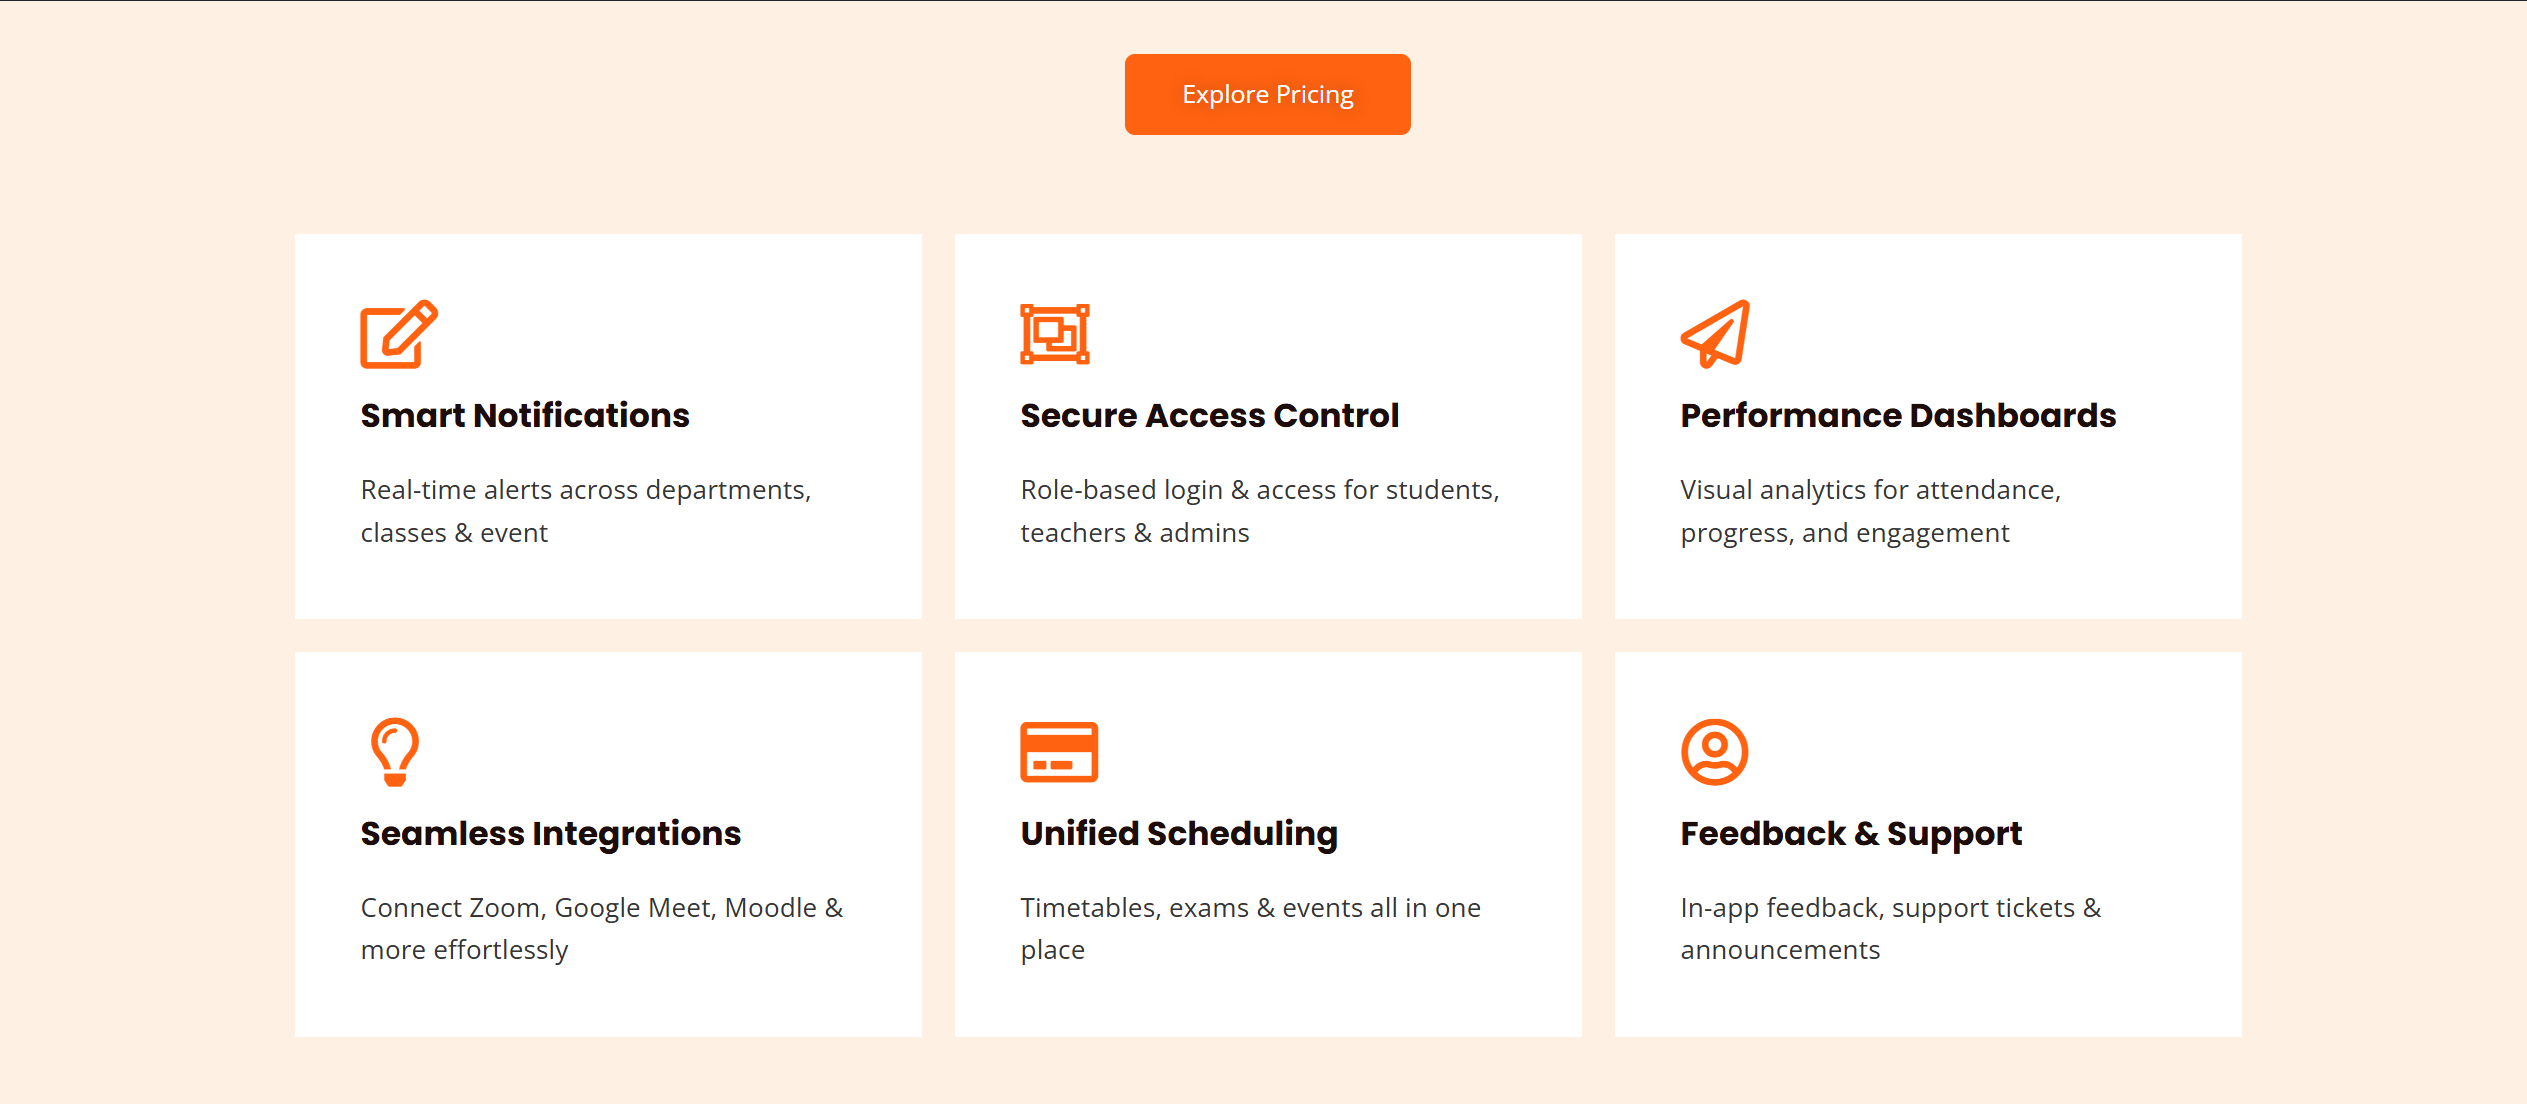 Explore Pricing
Smart Notifications
Real-time alerts across departments,
classes & event
Secure Access Control
Role-based login & access for students,
teachers & admins
Performance Dashboards
Visual analytics for attendance,
progress, and engagement
Seamless Integrations
Connect Zoom, Google Meet, Moodle &
more effortlessly
Unified Scheduling
Timetables, exams & events all in one
place
Feedback & Support
In-app feedback, support tickets &
announcements